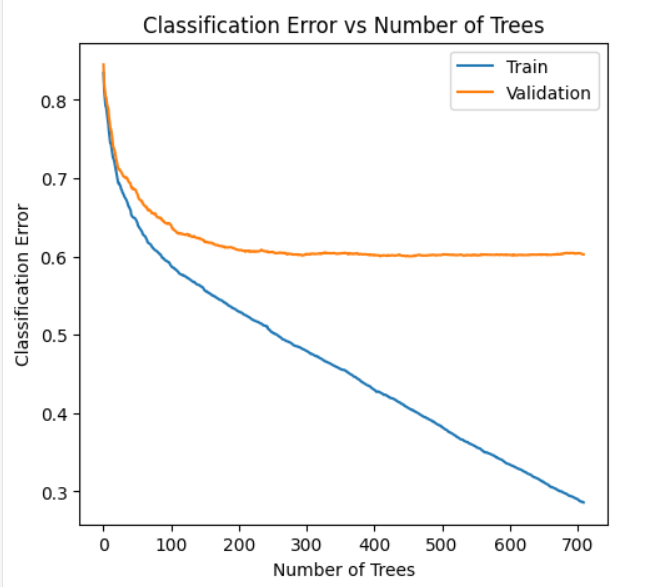 Classification Error vs Number of Trees
Train
Validation
0.8
0.7
0.6
0.5
0.4
0.3
Classification Error
0 100 200 300 400 500 600 700
Number of Trees